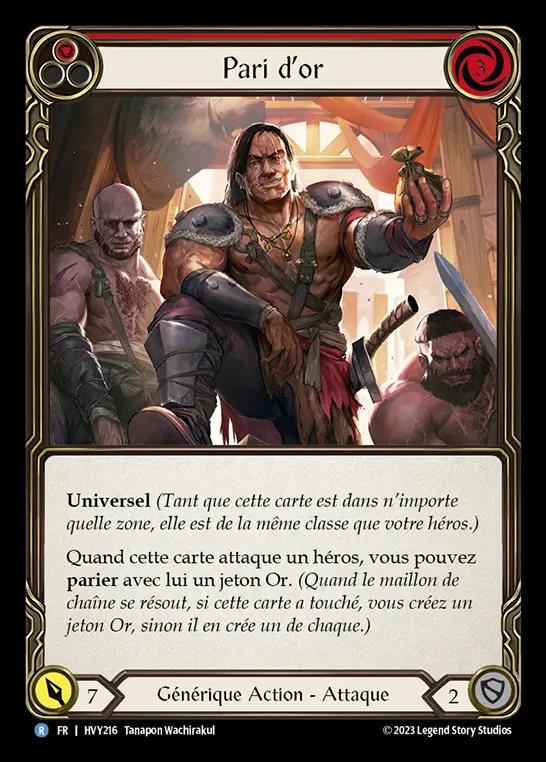 Pari d'or
3
Universel (Tant que cette carte est dans n'importe
quelle zone, elle est de la même classe que votre héros.)
Quand cette carte attaque un héros, vous pouvez
parier avec lui un jeton Or. (Quand le maillon de
chaîne se résout, si cette carte a touché, vous créez un
jeton Or, sinon il en crée un de chaque.)
7
Générique Action - Attaque
2
R FR | HVY216 Tanapon Wachirakul
©2023 Legend Story Studios